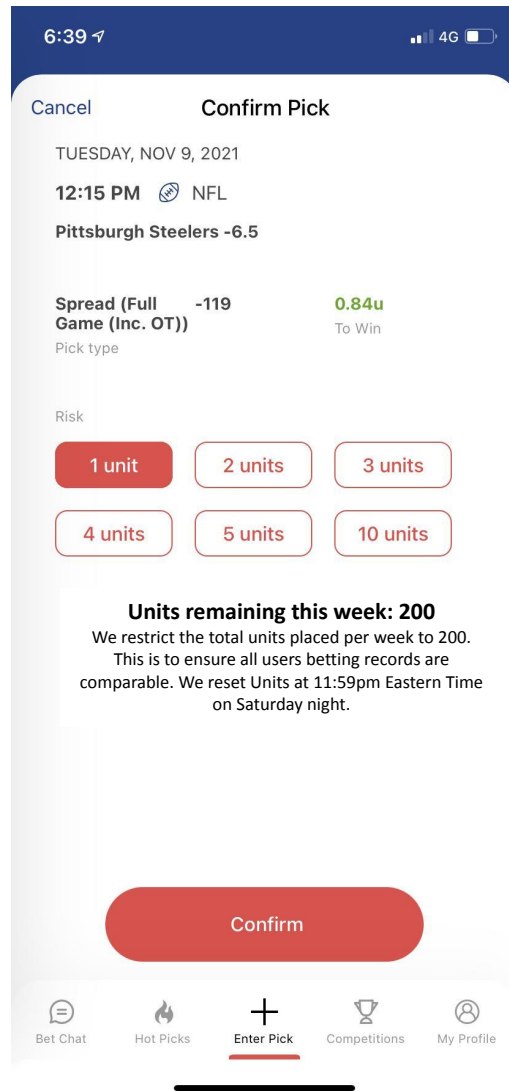 6:39 4G
Cancel Confirm Pick
TUESDAY, NOV 9, 2021
12:15 PM NFL
Pittsburgh Steelers -6.5
Spread (Full -119 0.84u
Game (Inc. OT)) To Win
Pick type
Risk
1 unit 2 units 3 units
4 units 5 units 10 units
Units remaining this week: 200
We restrict the total units placed per week to 200.
This is to ensure all users betting records are
comparable. We reset Units at 11:59pm Eastern Time
on Saturday night.
Confirm
Bet Chat Hot Picks Enter Pick Competitions My Profile